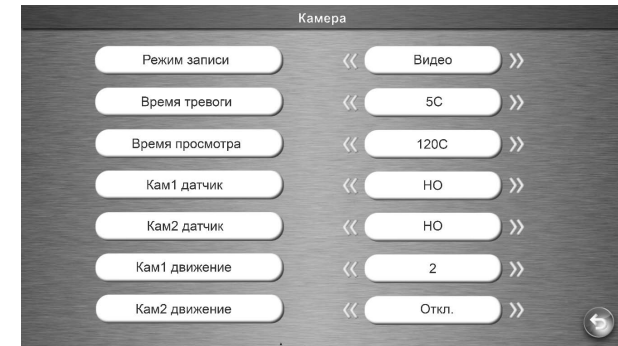 Камера
Режим записи Видео
Время тревоги 5С
Время просмотра 120С
Кам1 датчик НО
Кам2 датчик НО
Кам1 движение 2
Кам2 движение Откл.